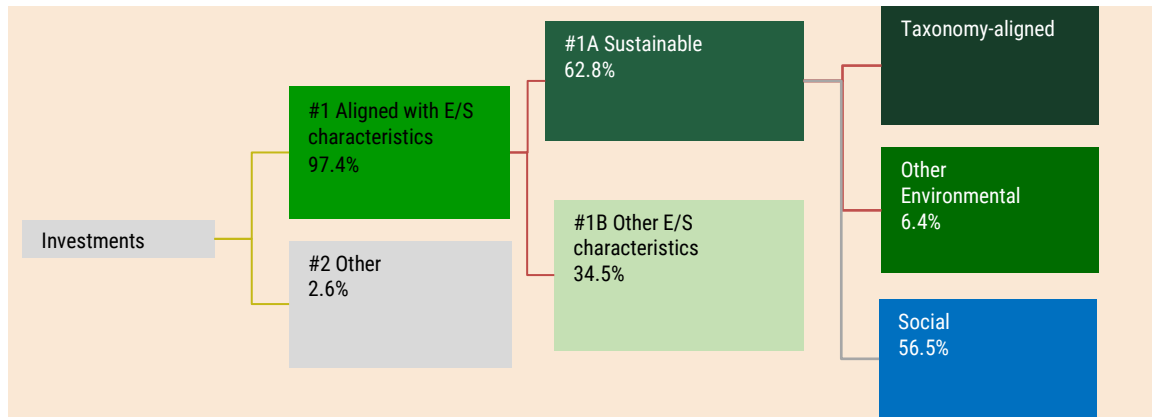 Investments
#1 Aligned with E/S
characteristics
97.4%
#2 Other
2.6%
#1A Sustainable
62.8%
#1B Other E/S
characteristics
34.5%
Taxonomy-aligned
Other
Environmental
6.4%
Social
56.5%